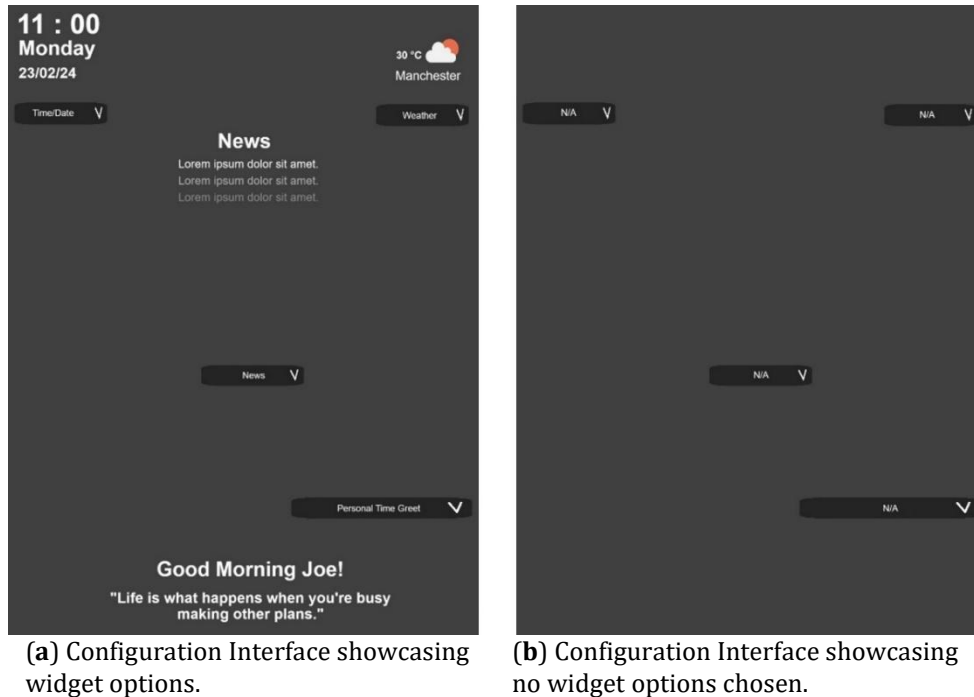 11 : 00
Monday
23/02/24
30 °C
Manchester
Time/Date V
Weather V
News
Lorem ipsum dolor sit amet.
Lorem ipsum dolor sit amet.
Lorem ipsum dolor sit amet.
News V
Personal Time Greet V
Good Morning Joe!
"Life is what happens when you're busy
making other plans."
N/A V
N/A V
N/A V
N/A V
(a) Configuration Interface showcasing
widget options.
(b) Configuration Interface showcasing
no widget options chosen.